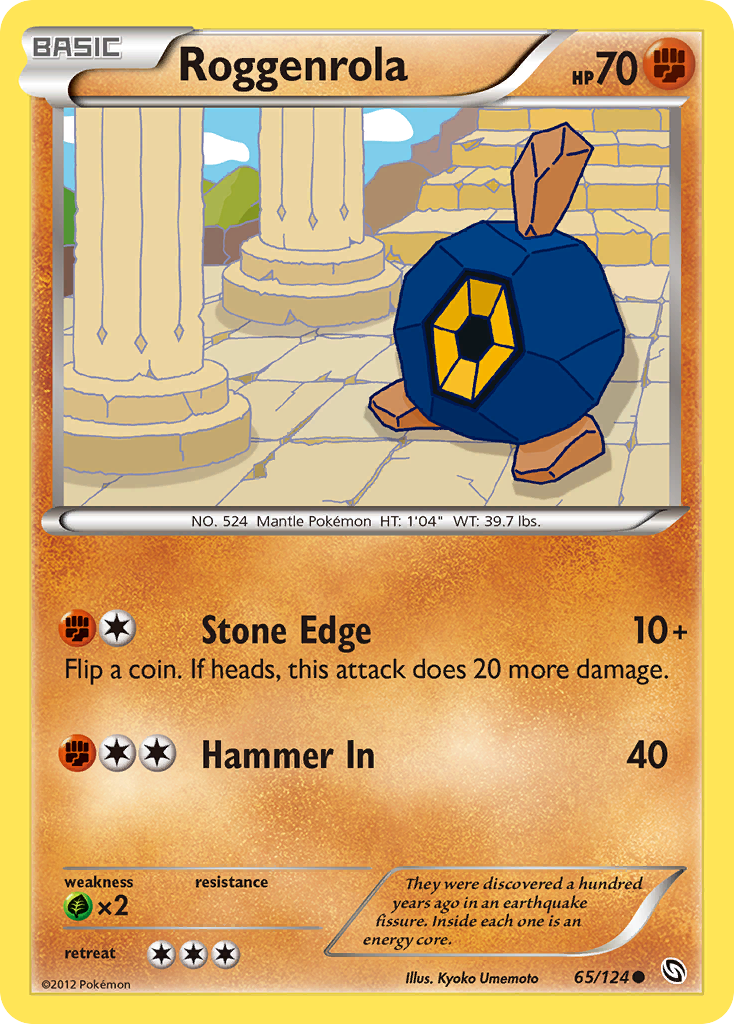 BASIC
Roggenrola
HP70
NO. 524 Mantle Pokémon HT: 1'04" WT: 39.7 lbs.
Stone Edge 10+
Flip a coin. If heads, this attack does 20 more damage.
Hammer In 40
weakness resistance
×2
They were discovered a hundred
years ago in an earthquake
fissure. Inside each one is an
energy core.
retreat
©2012 Pokémon
Illus. Kyoko Umemoto
65/124